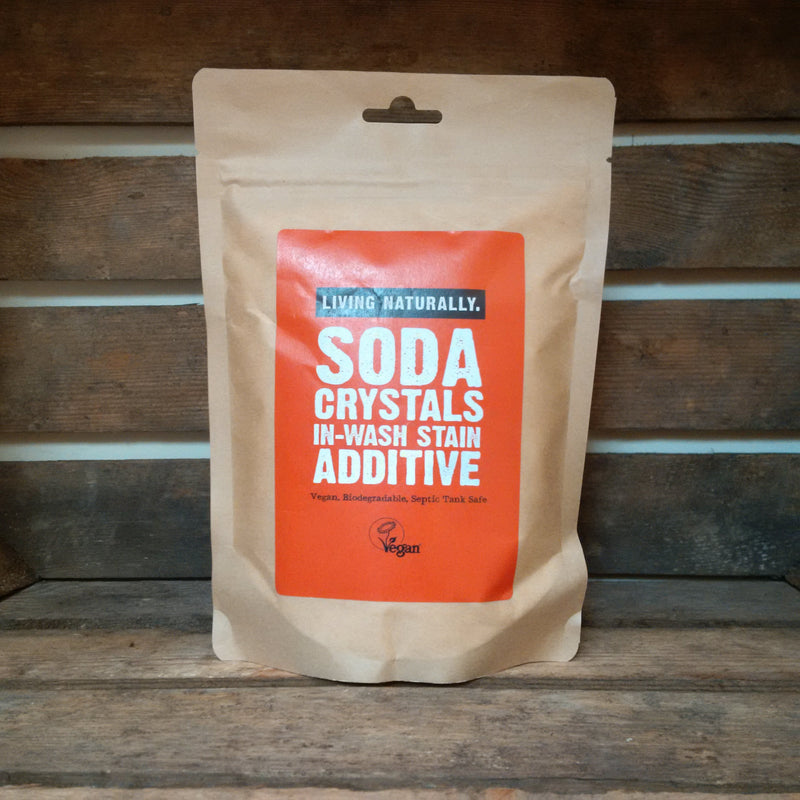 LIVING NATURALLY.
SODA
CRYSTALS
IN-WASH STAIN
ADDITIVE
Vegan, Biodegradable, Septic Tank Safe
Vegan